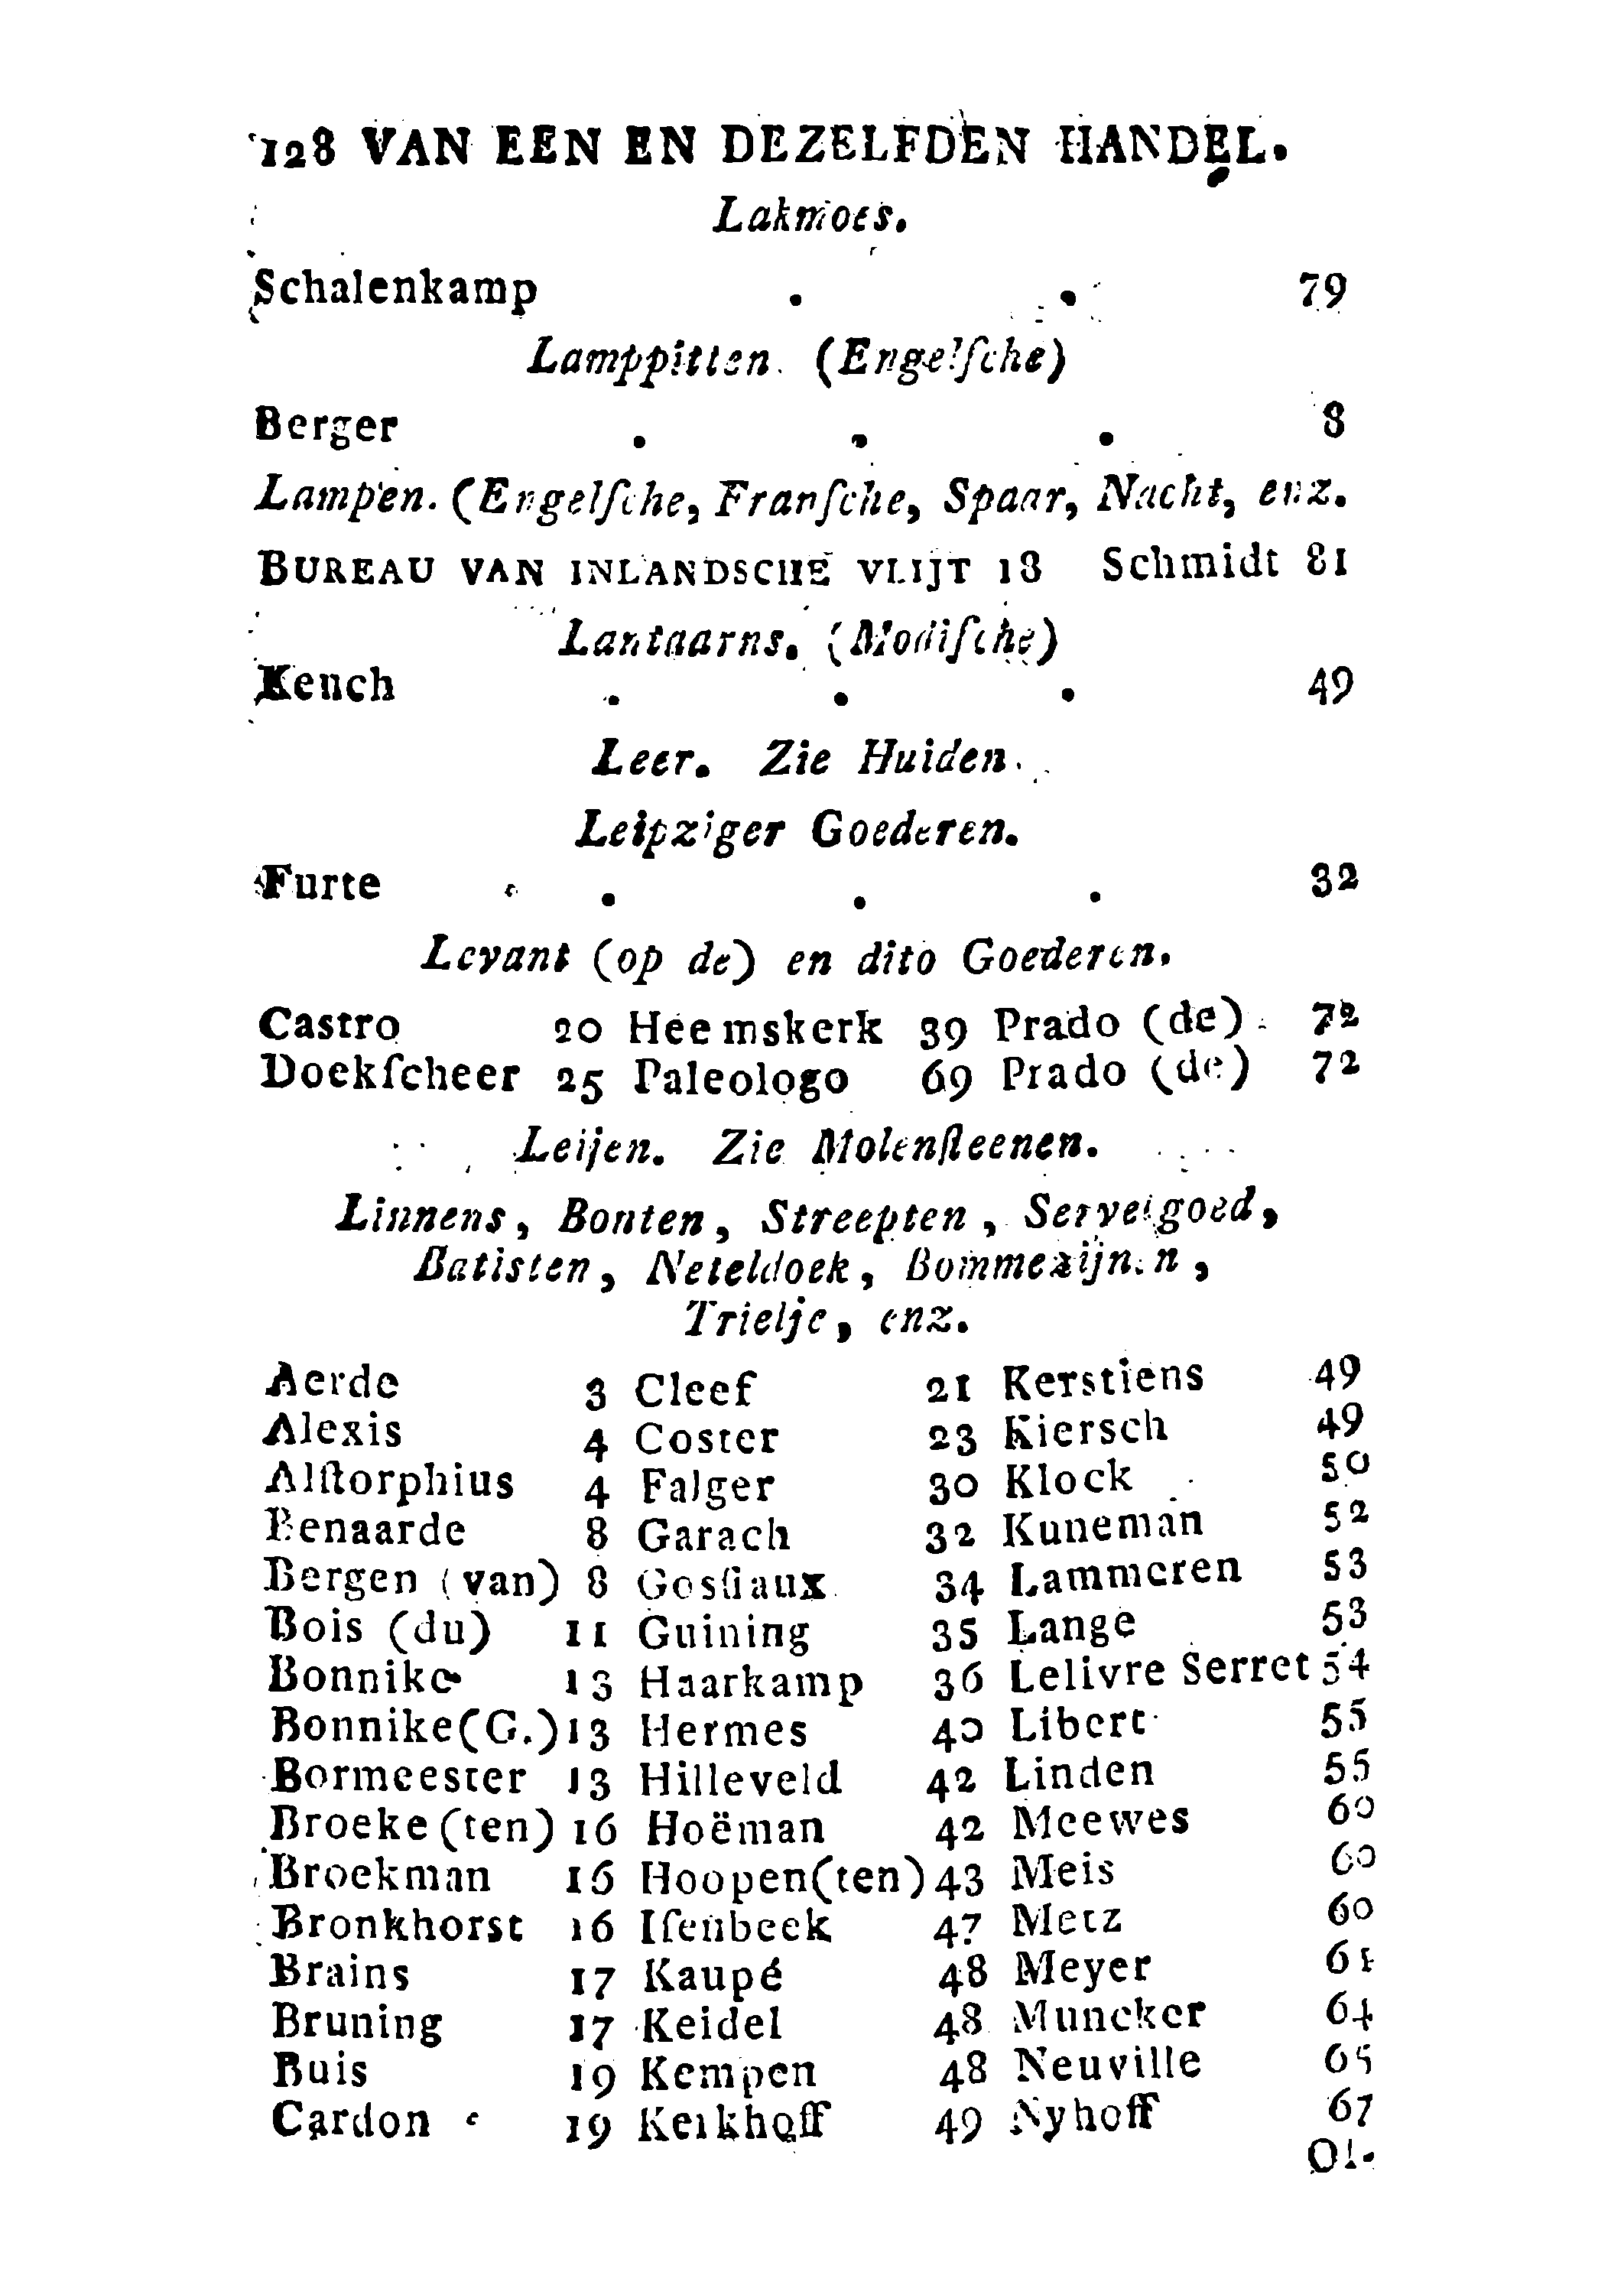 128 VAN EEN EN DEZELFDEN HANDEL.
Lakmoes.
Schalenkamp . . 79
Lamppitten. (Engelſche)
Berger . . . 8
Lampen. (Engelſche, Franſche, Spaar, Nacht, enz.
BUREAU VAN INLANDSCHE VLIJT 18 Schmidt 81
Lantaarns. (Modiſche)
Kench . . . 49
Leer. Zie Huiden.
Leipziger Goederen.
Furte . . . . 32
Levant (op de) en dito Goederen.
Castro 20 Heemskerk 39 Prado (de) 72
Doekſcheer 25 Paleologo 69 Prado (de) 72
Leijen. Zie Molenſteenen.
Linnens, Bonten, Streepten, Servetgoed,
Batisten, Neteldoek, Bommezijnen,
Trielje, enz.
Aerde 3 Cleef 21 Kerstiens 49
Alexis 4 Coster 23 Kiersch 49
Alſtorphius 4 Falger 30 Klock 50
Benaarde 8 Garach 32 Kuneman 52
Bergen (van) 8 Gosſiaux 34 Lammeren 53
Bois (du) 11 Guining 35 Lange 53
Bonnike 13 Haarkamp 36 Lelivre Serret 54
Bonnike (G.) 13 Hermes 40 Libert 55
Bormeester 13 Hilleveld 42 Linden 55
Broeke (ten) 16 Hoëman 42 Meewes 60
Broekman 16 Hoopen (ten) 43 Meis 60
Bronkhorst 16 Iſenbeek 47 Metz 60
Brains 17 Kaupé 48 Meyer 61
Bruning 17 Keidel 48 Muncker 64
Buis 19 Kempen 48 Neuville 65
Cardon 19 Kerkhoff 49 Nyhoff 67
Ol-